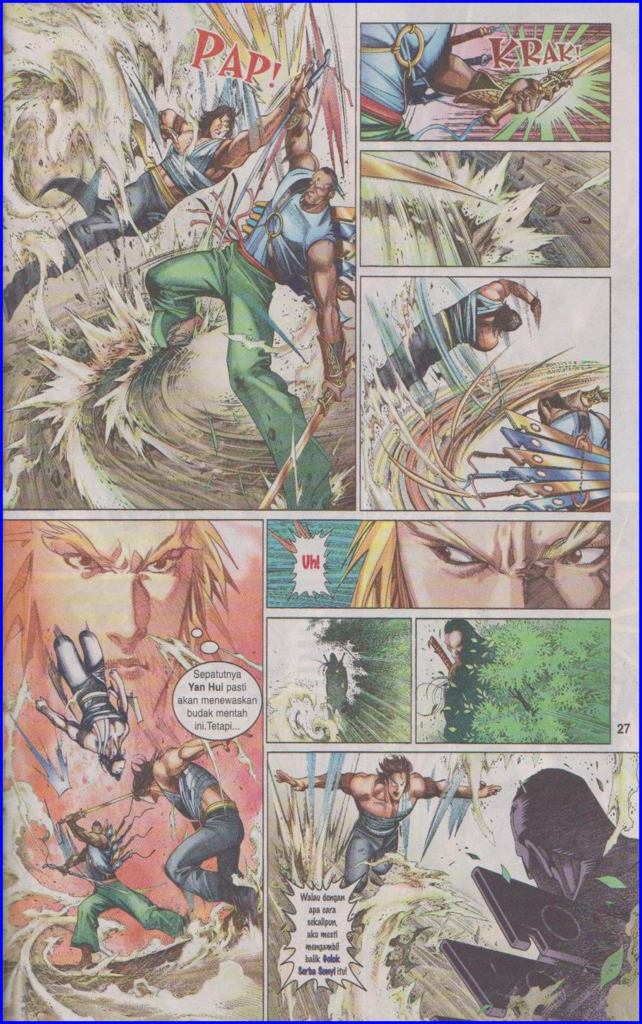 PAP!
KRAK!
Uh!
Sepatutnya
Yan Hui pasti
akan menewaskan
budak mentah
ini.Tetapi...
27
Walau dengan
apa cara
sekalipun,
aku mesti
mengambil
balik Golok
Serba Sunyi itu!